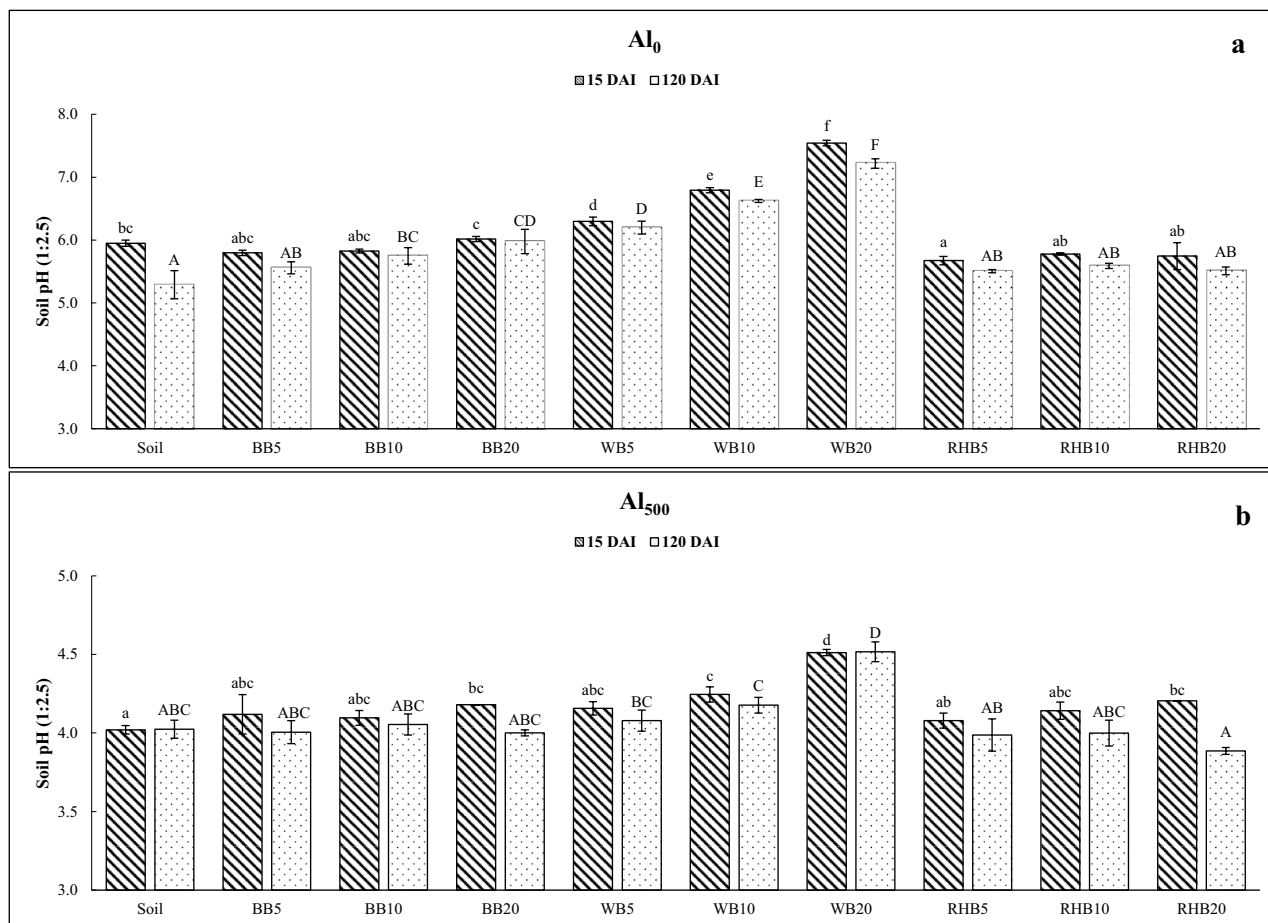 Al0
a
15 DAI 120 DAI
Soil pH (1:2.5)
8.0
7.0
6.0
5.0
4.0
3.0
bc A abc AB abc BC c CD d D e E f F a AB ab AB ab AB
Soil BB5 BB10 BB20 WB5 WB10 WB20 RHB5 RHB10 RHB20
Al500
b
15 DAI 120 DAI
Soil pH (1:2.5)
5.0
4.5
4.0
3.5
3.0
a ABC abc ABC abc ABC bc ABC abc BC c C d D ab AB abc ABC bc A
Soil BB5 BB10 BB20 WB5 WB10 WB20 RHB5 RHB10 RHB20